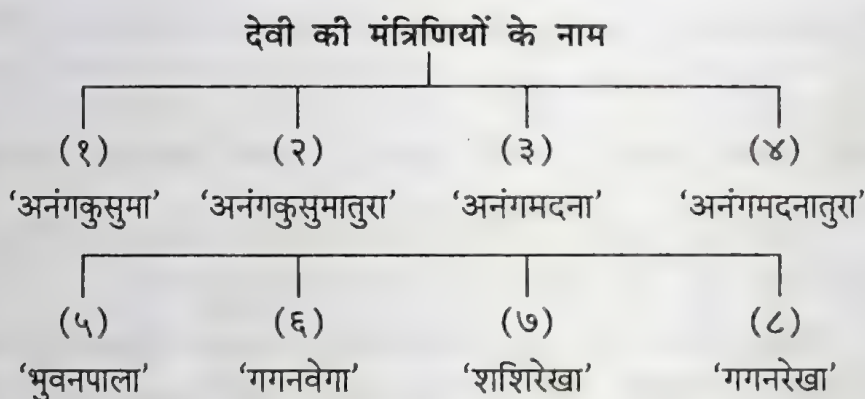 देवी की मंत्रिणियों के नाम
(१) (२) (३) (४)
‘अनंगकुसुमा’ ‘अनंगकुसुमातुरा’ ‘अनंगमदना’ ‘अनंगमदनातुरा’
(५) (६) (७) (८)
‘भुवनपाला’ ‘गगनवेगा’ ‘शशिरेखा’ ‘गगनरेखा’